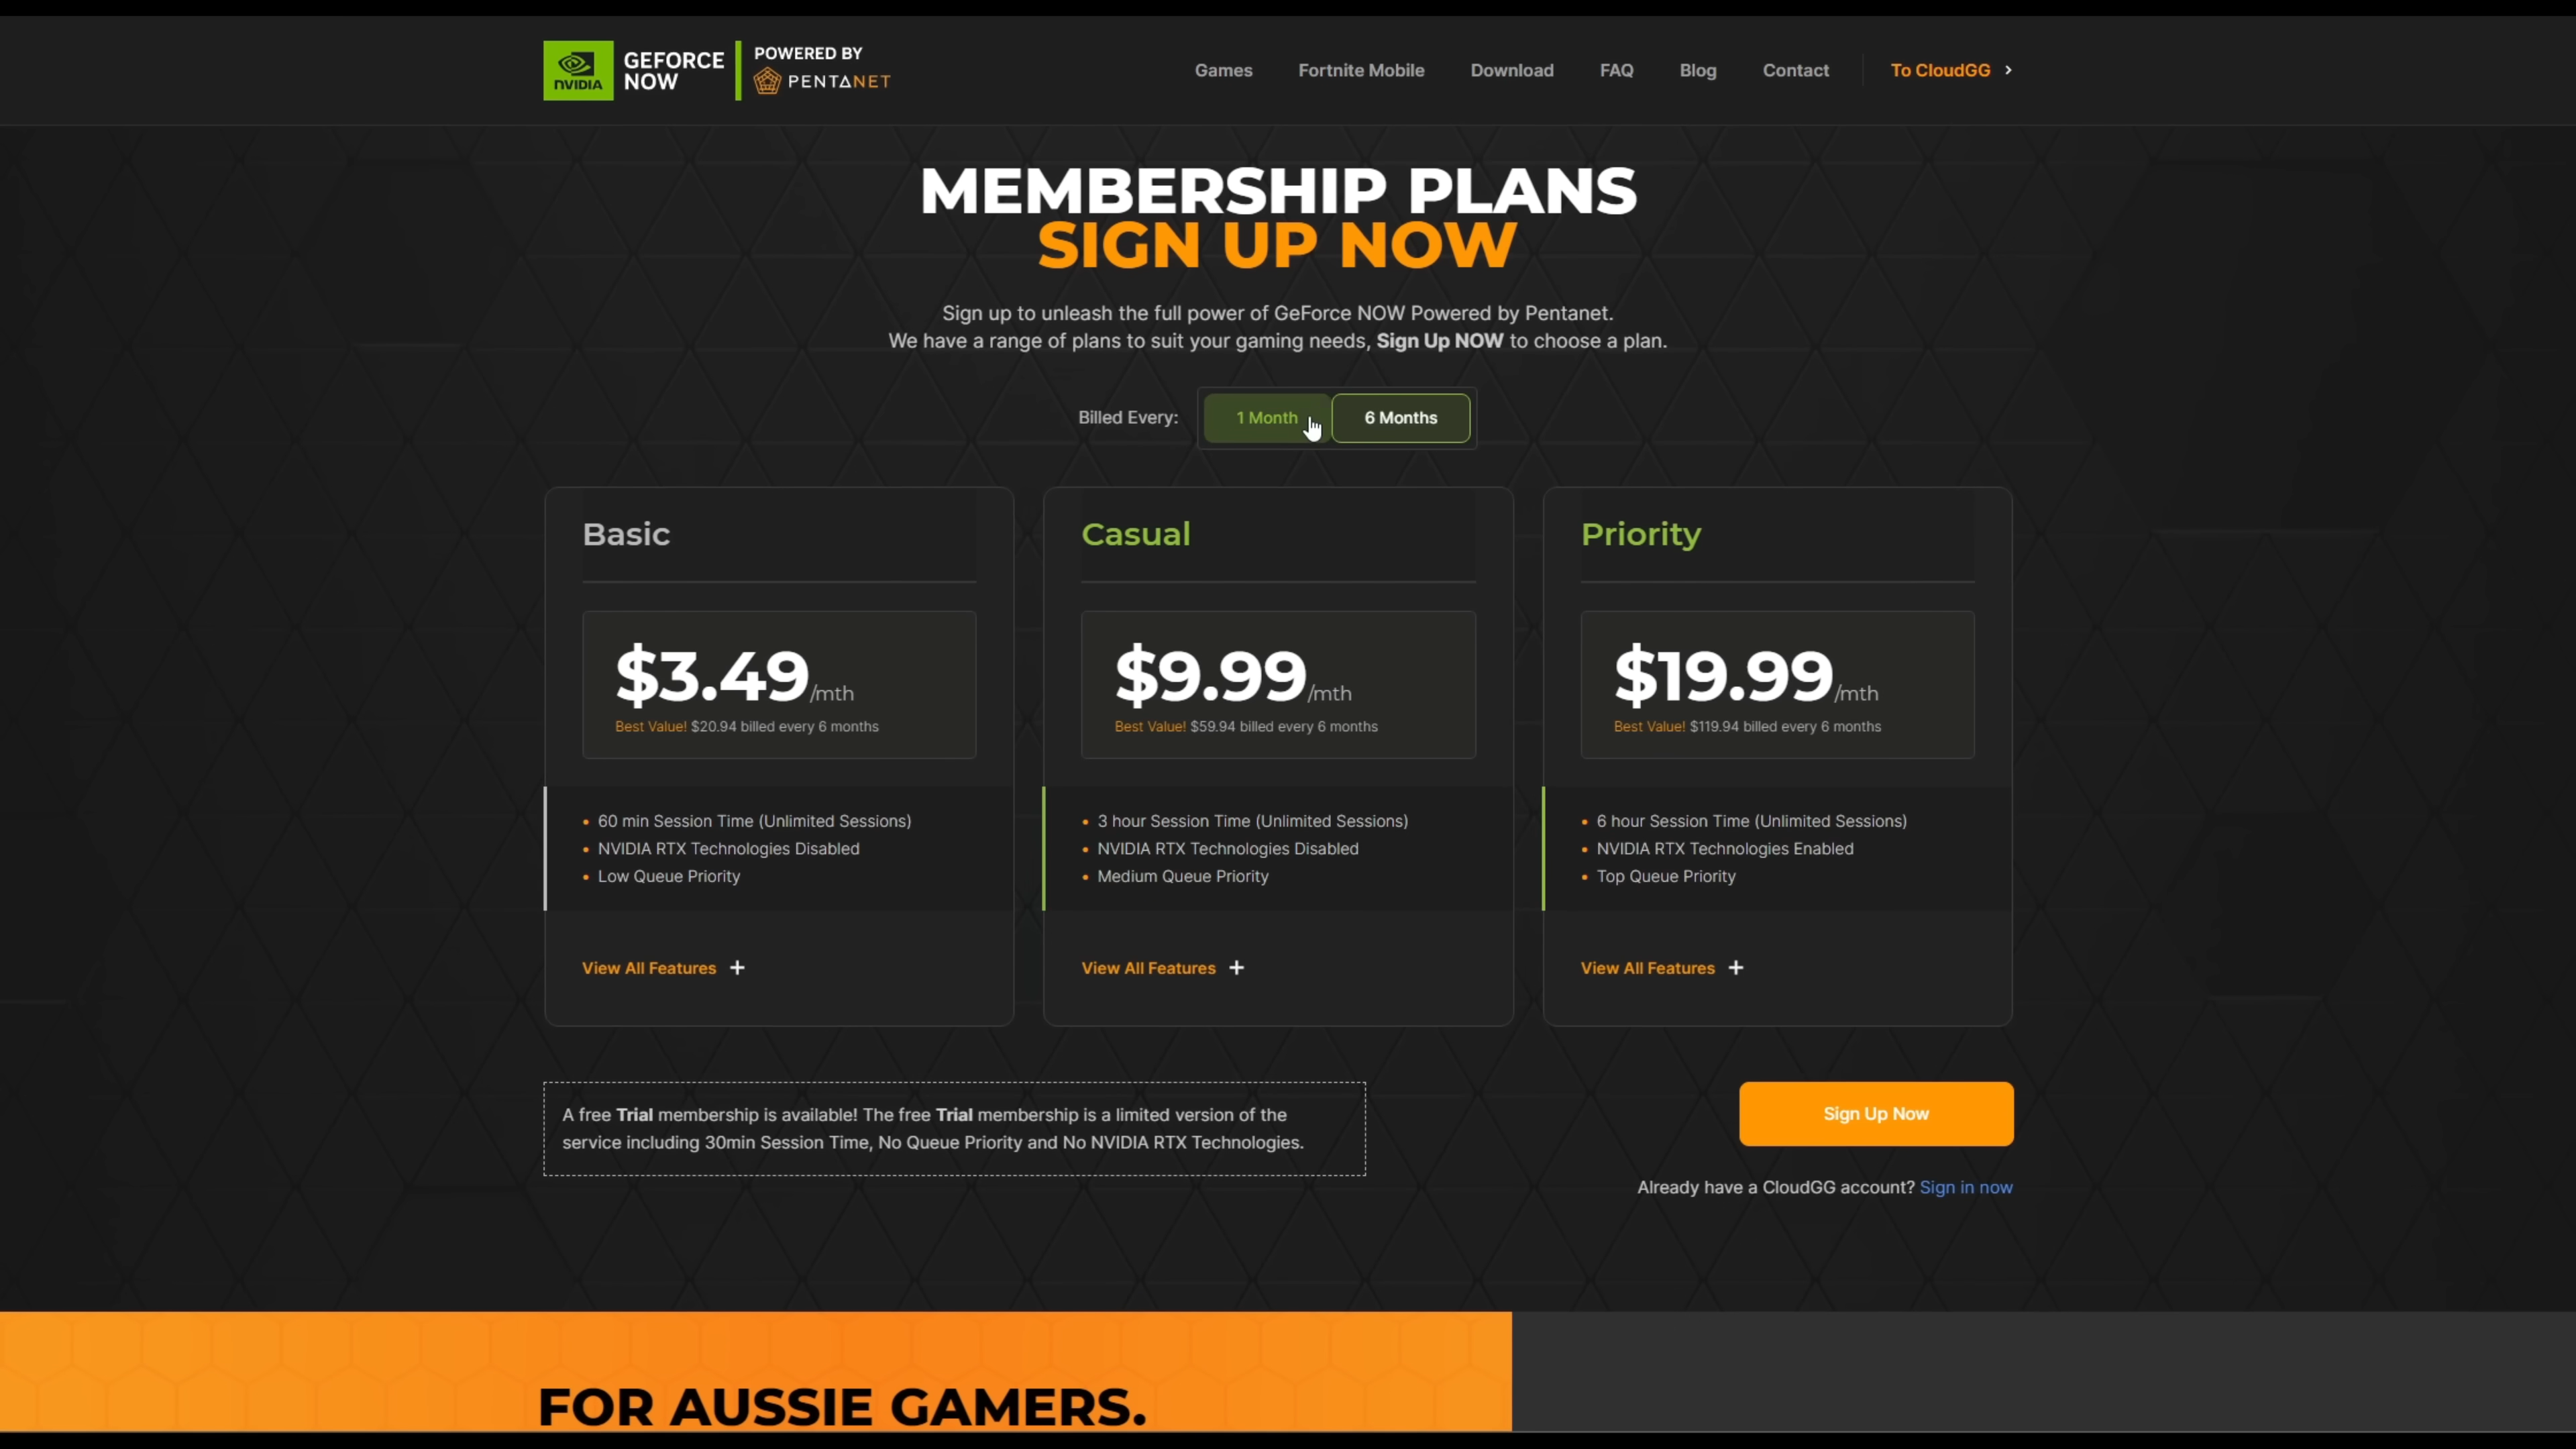 NVIDIA
GEFORCE
NOW
POWERED BY
PENTANET
Games
Fortnite Mobile
Download
FAQ
Blog
Contact
To CloudGG
MEMBERSHIP PLANS
SIGN UP NOW
Sign up to unleash the full power of GeForce NOW Powered by Pentanet.
We have a range of plans to suit your gaming needs, Sign Up NOW to choose a plan.
Billed Every:
1 Month
6 Months
Basic
$3.49/mth
Best Value! $20.94 billed every 6 months
• 60 min Session Time (Unlimited Sessions)
• NVIDIA RTX Technologies Disabled
• Low Queue Priority
View All Features +
Casual
$9.99/mth
Best Value! $59.94 billed every 6 months
• 3 hour Session Time (Unlimited Sessions)
• NVIDIA RTX Technologies Disabled
• Medium Queue Priority
View All Features +
Priority
$19.99/mth
Best Value! $119.94 billed every 6 months
• 6 hour Session Time (Unlimited Sessions)
• NVIDIA RTX Technologies Enabled
• Top Queue Priority
View All Features +
A free Trial membership is available! The free Trial membership is a limited version of the
service including 30min Session Time, No Queue Priority and No NVIDIA RTX Technologies.
Sign Up Now
Already have a CloudGG account? Sign in now
FOR AUSSIE GAMERS.